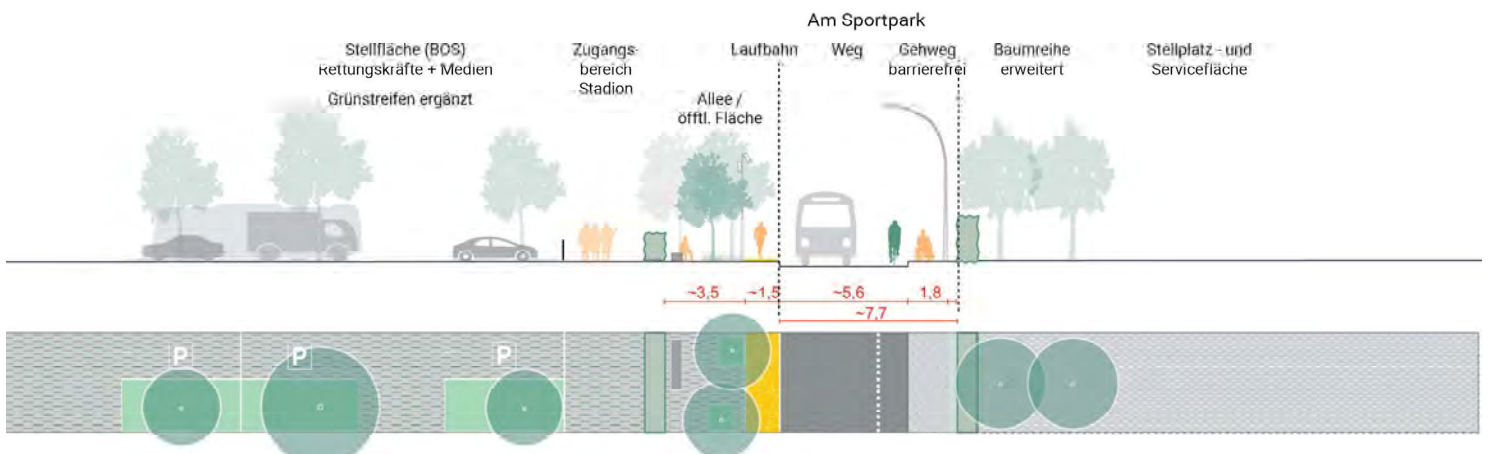 Am Sportpark
Stellfläche (BOS)
Rettungskräfte + Medien
Grünstreifen ergänzt
Zugangs-
bereich
Stadion
Allee /
öfftl. Fläche
Laufbahn
Weg
Gehweg
barrierefrei
Baumreihe
erweitert
Stellplatz - und
Servicefläche
~3,5
~1,5
~5,6
1,8
~7,7
P
P
P